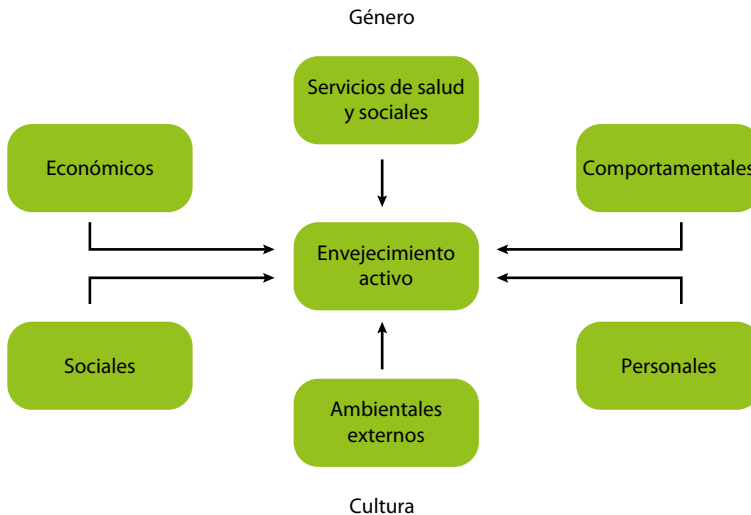 Género
Servicios de salud
y sociales
Económicos
Comportamentales
Envejecimiento
activo
Sociales
Personales
Ambientales
externos
Cultura